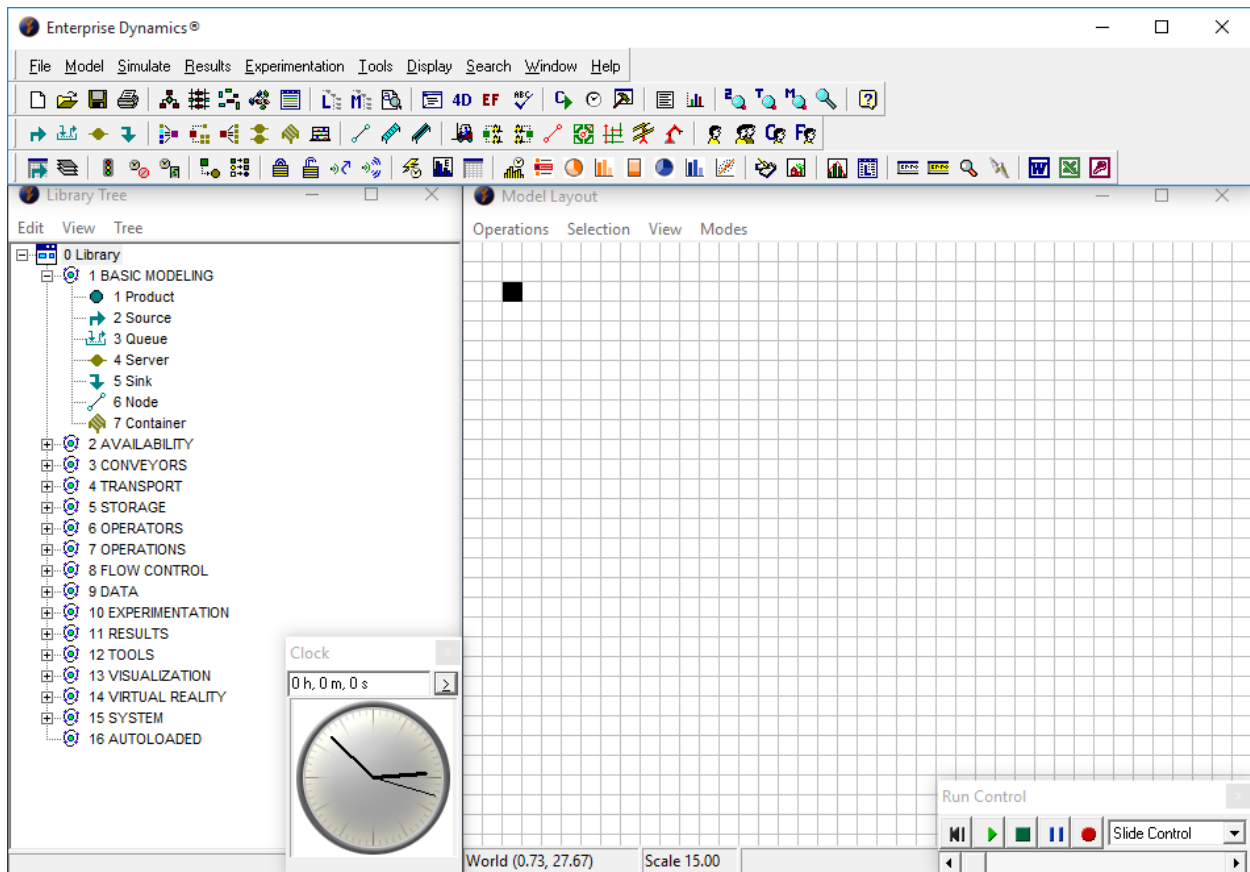 Enterprise Dynamics®
File Model Simulate Results Experimentation Tools Display Search Window Help
4D EF ABC
Library Tree
Edit View Tree
0 Library
1 BASIC MODELING
1 Product
2 Source
3 Queue
4 Server
5 Sink
6 Node
7 Container
2 AVAILABILITY
3 CONVEYORS
4 TRANSPORT
5 STORAGE
6 OPERATORS
7 OPERATIONS
8 FLOW CONTROL
9 DATA
10 EXPERIMENTATION
11 RESULTS
12 TOOLS
13 VISUALIZATION
14 VIRTUAL REALITY
15 SYSTEM
16 AUTOLOADED
Clock
0 h, 0 m, 0 s
Model Layout
Operations Selection View Modes
World (0.73, 27.67) Scale 15.00
Run Control
Slide Control